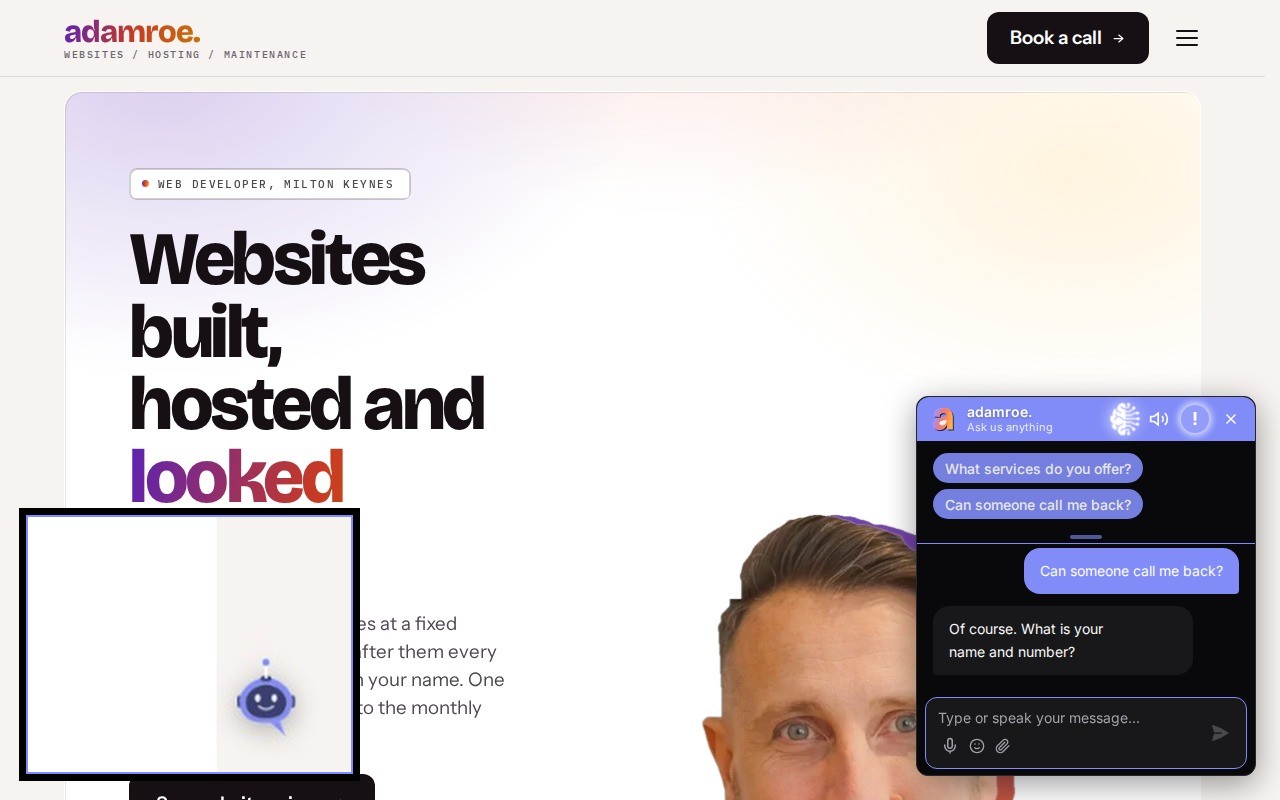 adamroe.
WEBSITES / HOSTING / MAINTENANCE
Book a call →
WEB DEVELOPER, MILTON KEYNES
Websites
built,
hosted and
looked
es at a fixed
after them every
your name. One
to the monthly
adamroe.
Ask us anything
What services do you offer?
Can someone call me back?
Can someone call me back?
Of course. What is your
name and number?
Type or speak your message...